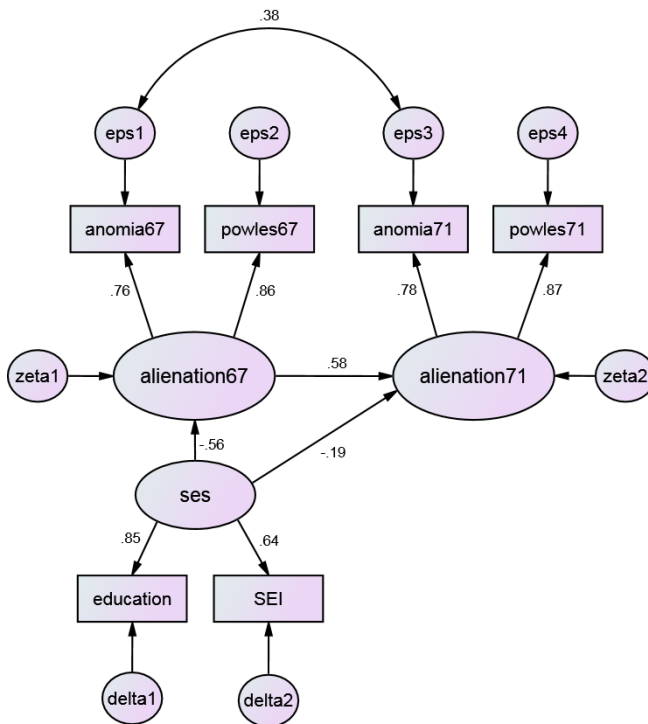 .38
eps1
eps2
eps3
eps4
anomia67
powles67
anomia71
powles71
.76
.86
.78
.87
zeta1
alienation67
.58
alienation71
zeta2
-.56
-.19
ses
.85
.64
education
SEI
delta1
delta2